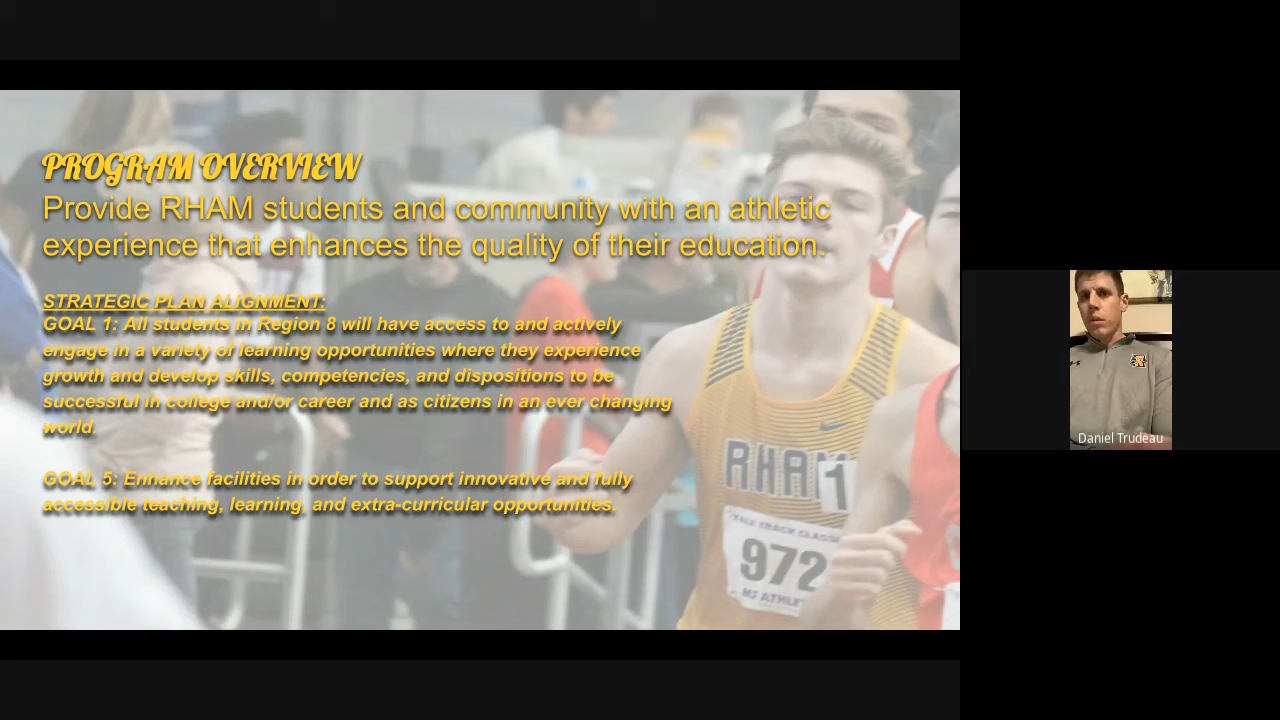 PROGRAM OVERVIEW
Provide RHAM students and community with an athletic
experience that enhances the quality of their education.
STRATEGIC PLAN ALIGNMENT:
GOAL 1: All students in Region 8 will have access to and actively
engage in a variety of learning opportunities where they experience
growth and develop skills, competencies, and dispositions to be
successful in college and/or career and as citizens in an ever changing
world.
GOAL 5: Enhance facilities in order to support innovative and fully
accessible teaching, learning, and extra-curricular opportunities.
RHAM
1
YALE TRACK CLASSIC
972
Daniel Trudeau